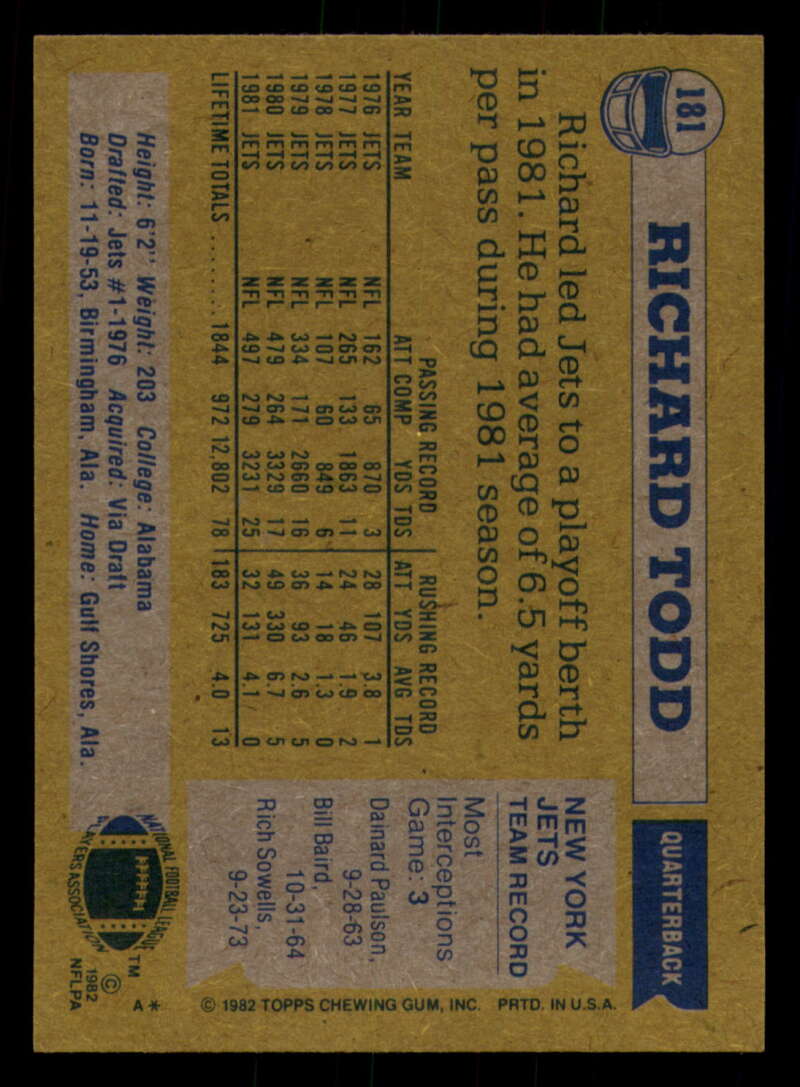 181
RICHARD TODD
QUARTERBACK
Richard led Jets to a playoff berth
in 1981. He had average of 6.5 yards
per pass during 1981 season.
PASSING RECORD RUSHING RECORD
YEAR TEAM ATT COMP YDS TDS ATT YDS AVG TDS
1976 JETS NFL 162 65 870 3 28 107 3.8 1
1977 JETS NFL 265 133 1863 11 24 46 1.9 2
1978 JETS NFL 107 60 849 6 14 18 1.3 0
1979 JETS NFL 334 171 2660 16 36 93 2.6 5
1980 JETS NFL 479 264 3329 17 49 330 6.7 5
1981 JETS NFL 497 279 3231 25 32 131 4.1 0
LIFETIME TOTALS ........ 1844 972 12,802 78 183 725 4.0 13
NEW YORK
JETS
TEAM RECORD
Most
Interceptions
Game: 3
Dainard Paulson,
9-28-63
Bill Baird,
10-31-64
Rich Sowells,
9-23-73
Height: 6'2" Weight: 203 College: Alabama
Drafted: Jets #1-1976 Acquired: Via Draft
Born: 11-19-53, Birmingham, Ala. Home: Gulf Shores, Ala.
NATIONAL FOOTBALL LEAGUE
PLAYERS ASSOCIATION
TM
©
1982
NFLPA
A*
© 1982 TOPPS CHEWING GUM, INC. PRTD. IN U.S.A.